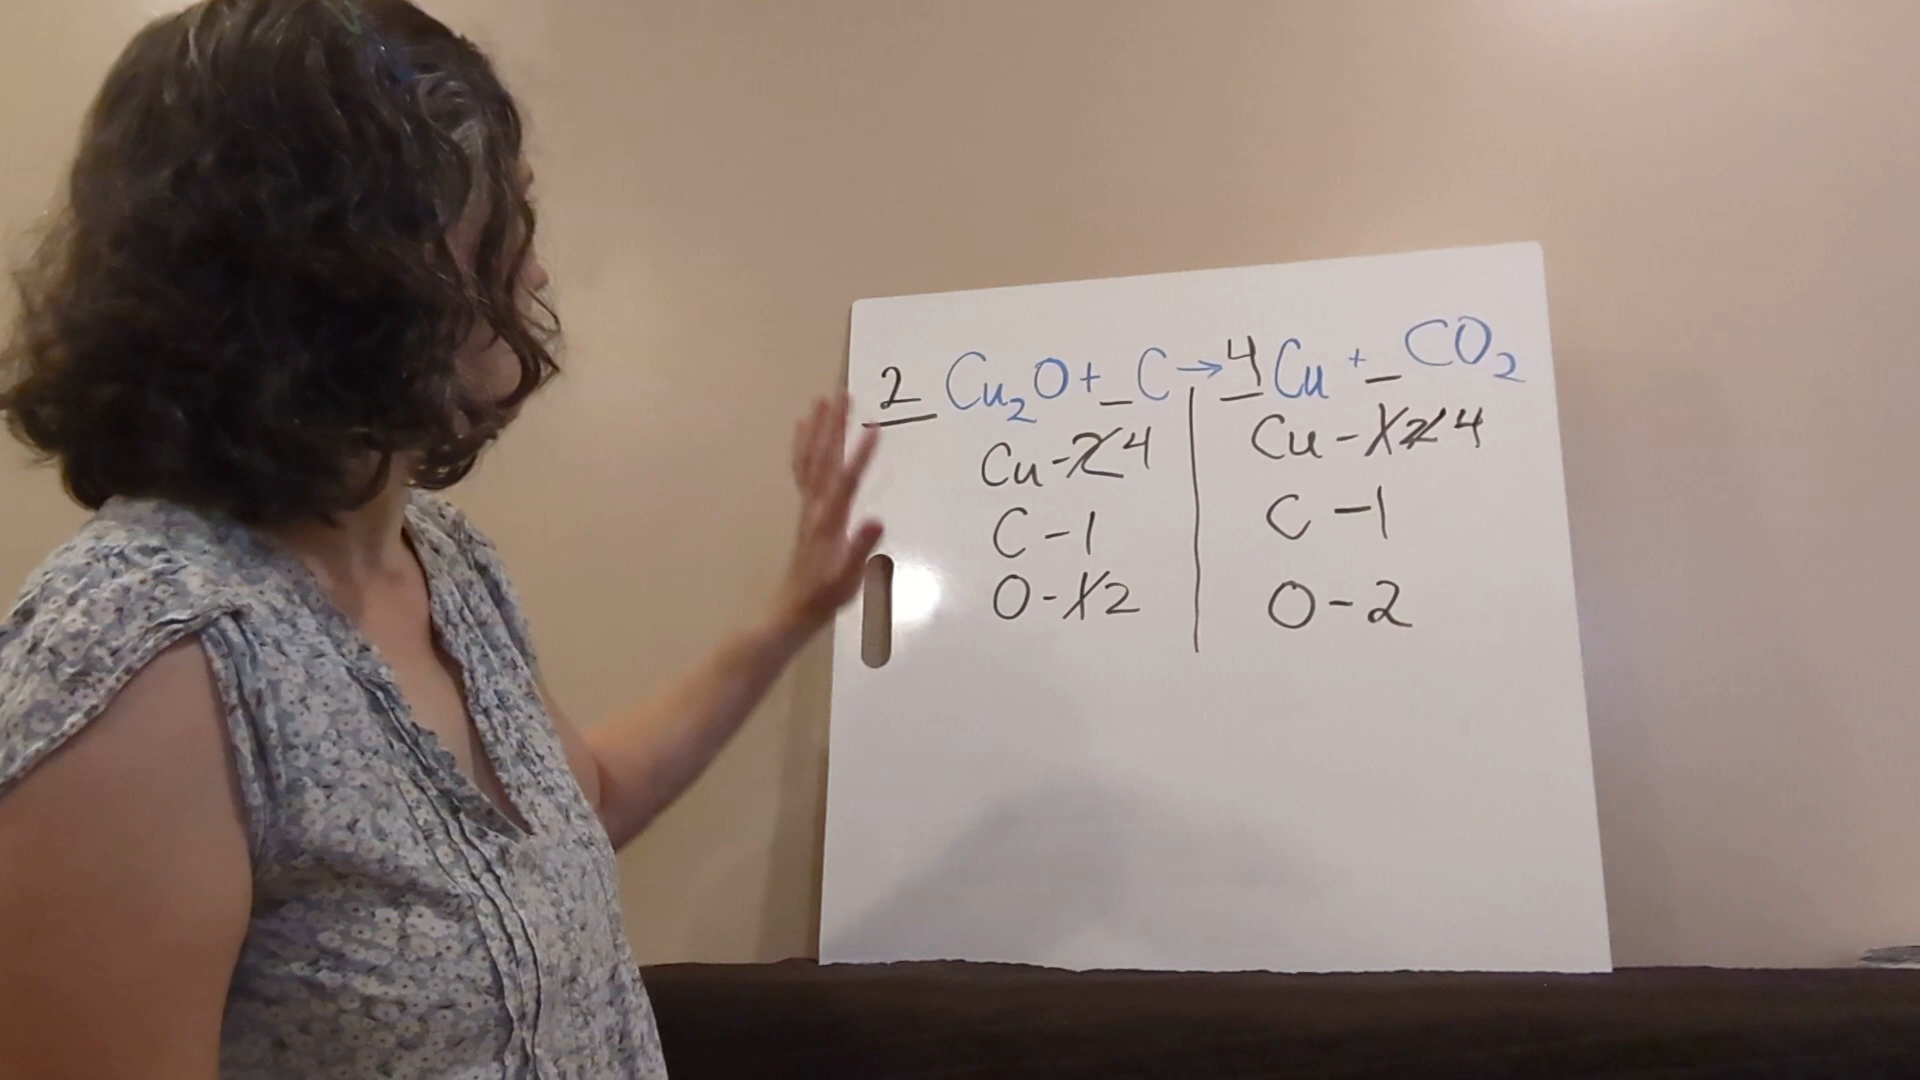 2 Cu₂O + _ C → 4 Cu + _ CO₂
Cu - 2 4 Cu - 1 2 4
C - 1 C - 1
O - 1 2 O - 2